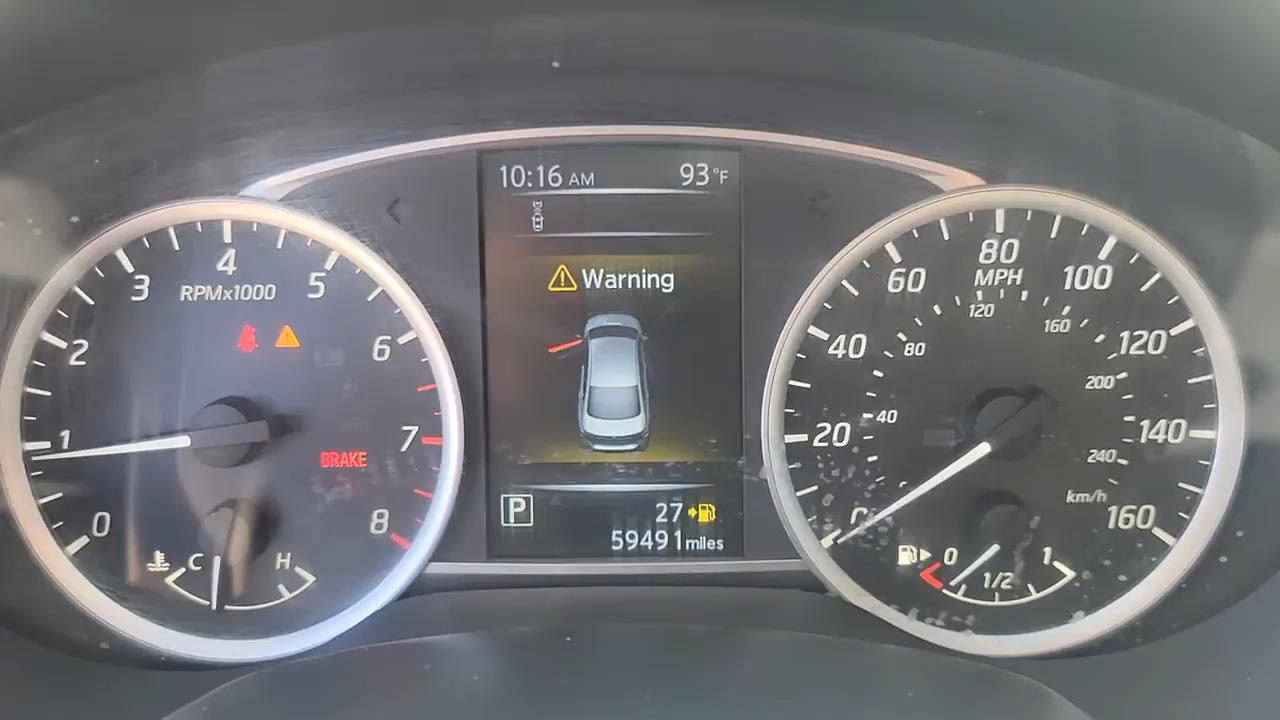 10:16 AM 93°F
Warning
P 27
59491 miles
0 1 2 3 4 5 6 7 8
RPMx1000
BRAKE
C H
0 20 40 60 80 100 120 140 160
MPH
40 80 120 160 200 240
km/h
0 1/2 1